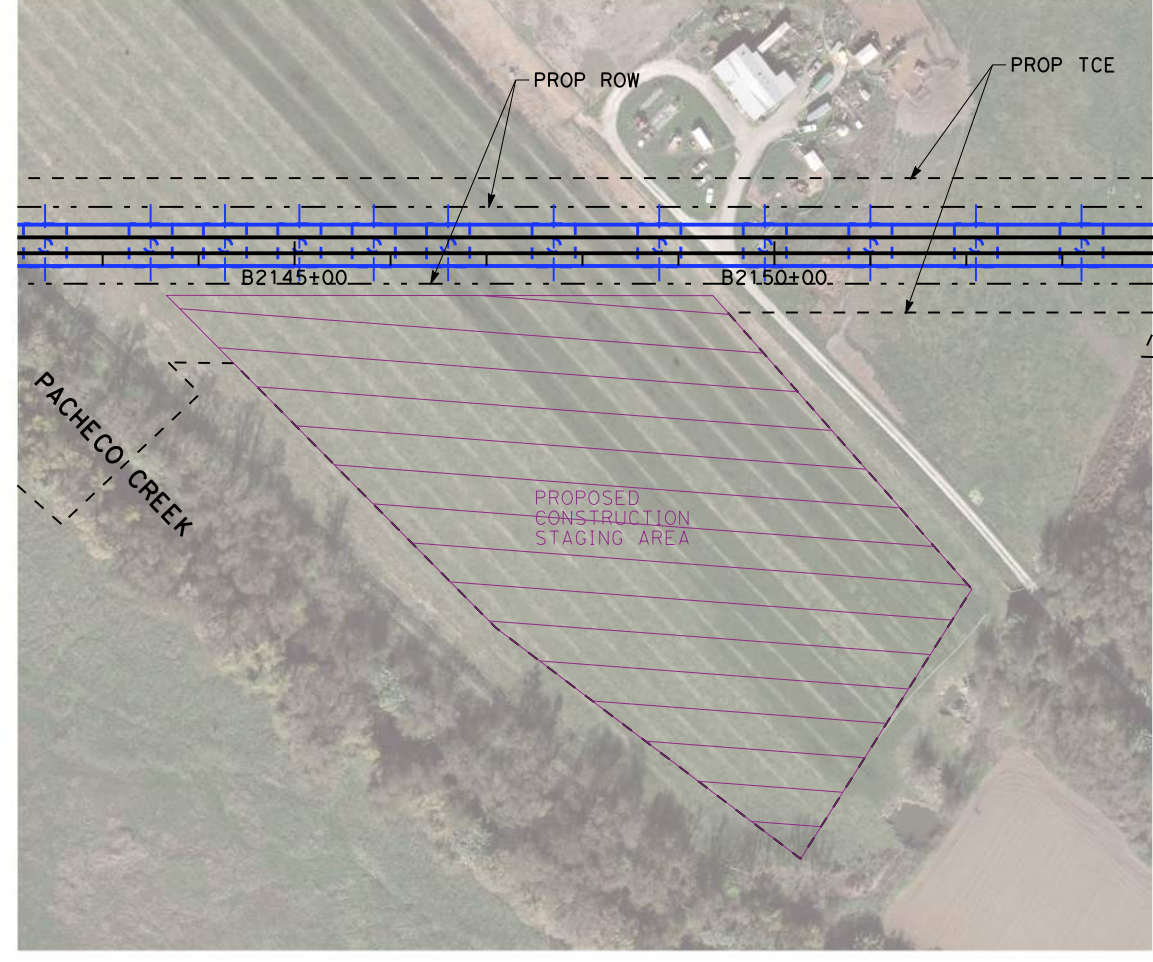 PROP ROW
PROP TCE
B2145+00
B2150+00
PACHECO CREEK
PROPOSED
CONSTRUCTION
STAGING AREA